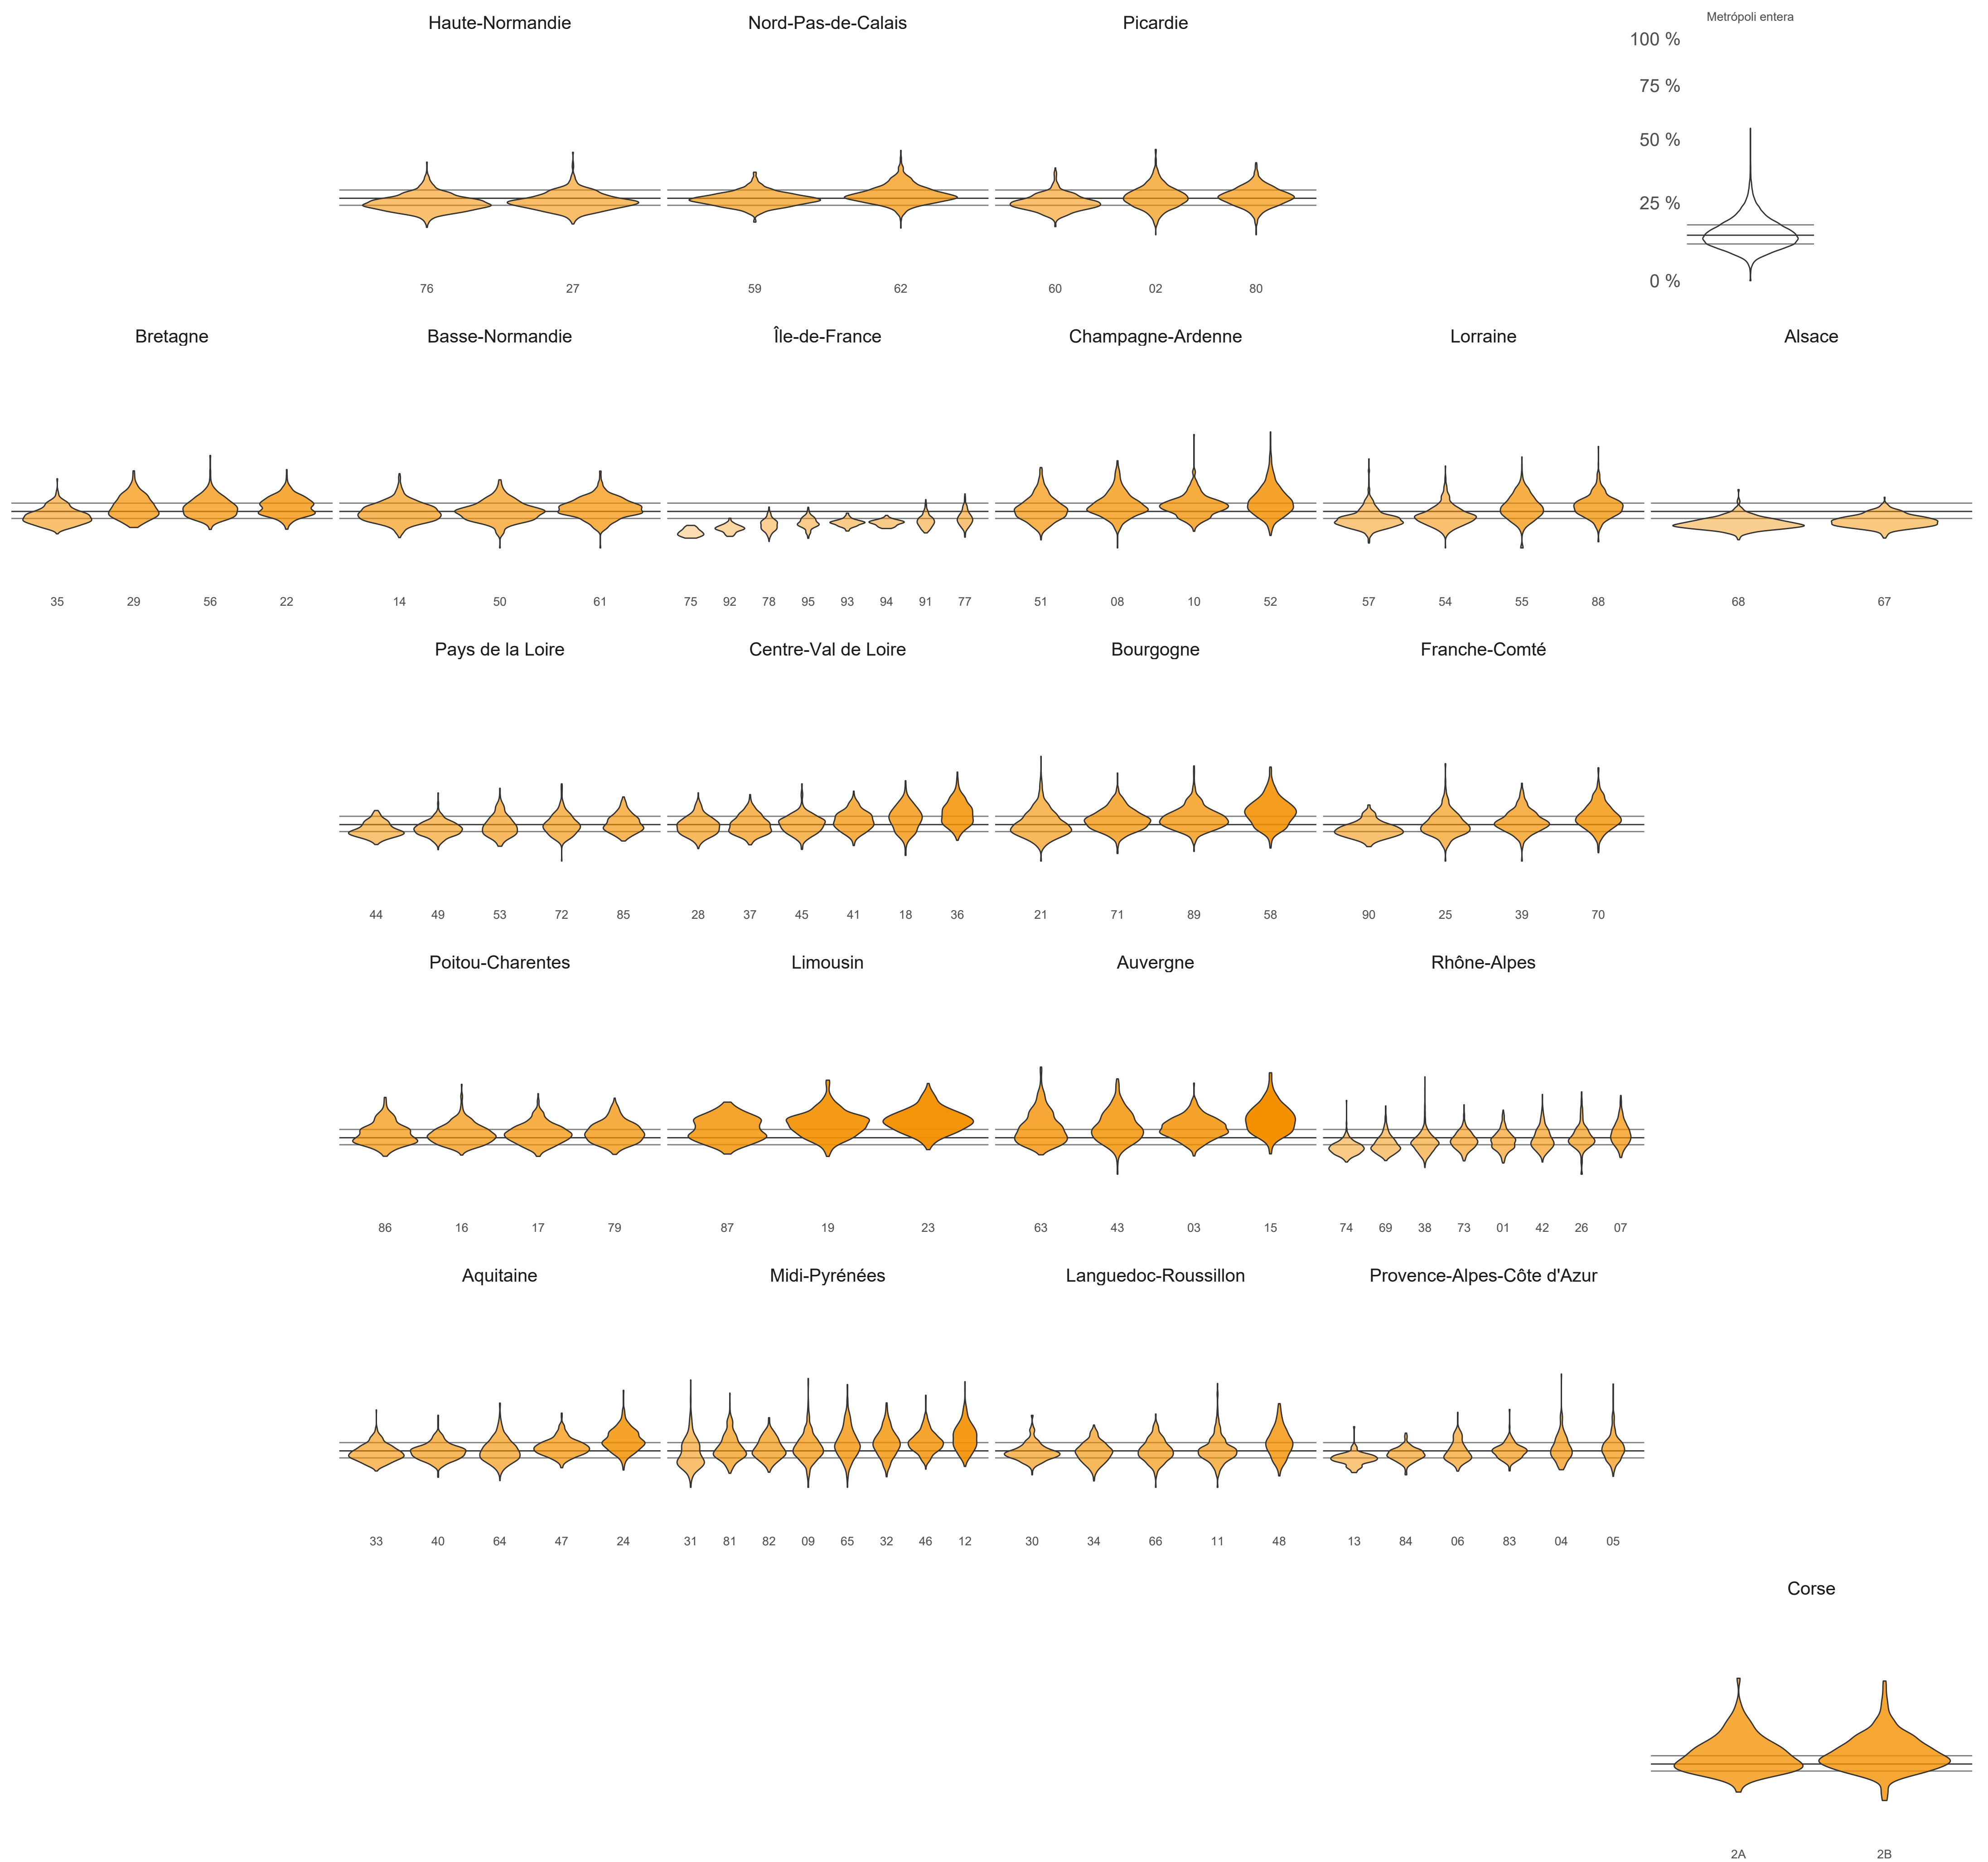 Metrópoli entera
Haute-Normandie Nord-Pas-de-Calais Picardie
100 %
75 %
50 %
25 %
0 %
76 27 59 62 60 02 80
Bretagne Basse-Normandie Île-de-France Champagne-Ardenne Lorraine Alsace
35 29 56 22 14 50 61 75 92 78 95 93 94 91 77 51 08 10 52 57 54 55 88 68 67
Pays de la Loire Centre-Val de Loire Bourgogne Franche-Comté
44 49 53 72 85 28 37 45 41 18 36 21 71 89 58 90 25 39 70
Poitou-Charentes Limousin Auvergne Rhône-Alpes
86 16 17 79 87 19 23 63 43 03 15 74 69 38 73 01 42 26 07
Aquitaine Midi-Pyrénées Languedoc-Roussillon Provence-Alpes-Côte d'Azur
33 40 64 47 24 31 81 82 09 65 32 46 12 30 34 66 11 48 13 84 06 83 04 05
Corse
2A 2B